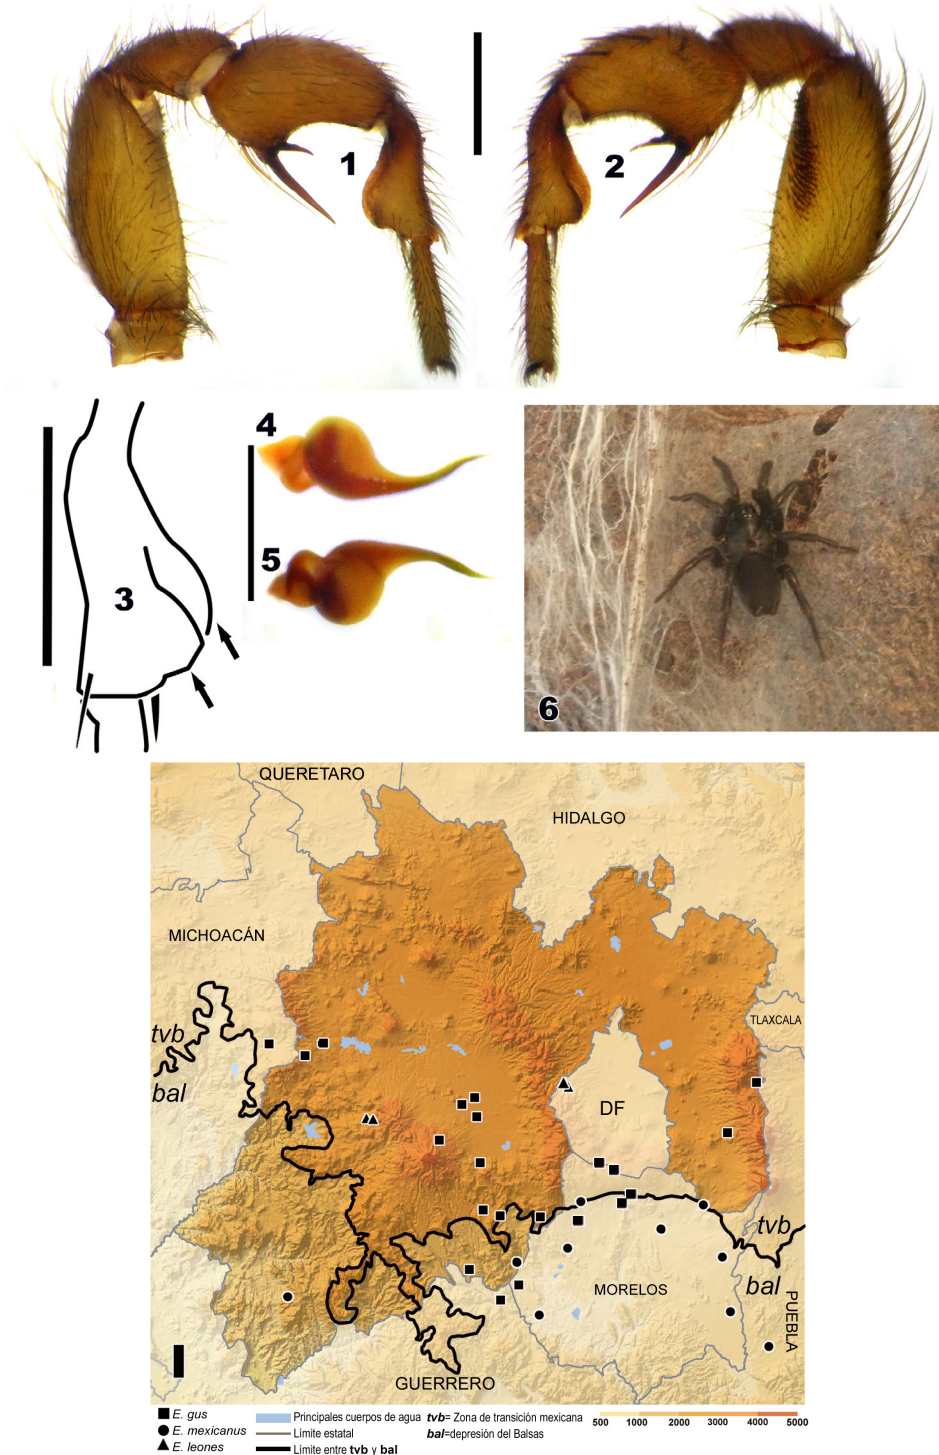 1
2
3
4
5
6
QUERETARO
HIDALGO
MICHOACÁN
TLAXCALA
tvb
bal
DF
tvb
bal
MORELOS
PUEBLA
GUERRERO
E. gus
E. mexicanus
E. leones
Principales cuerpos de agua
Limite estatal
Limite entre tvb y bal
tvb= Zona de transición mexicana
bal=depresión del Balsas
500 1000 2000 3000 4000 5000